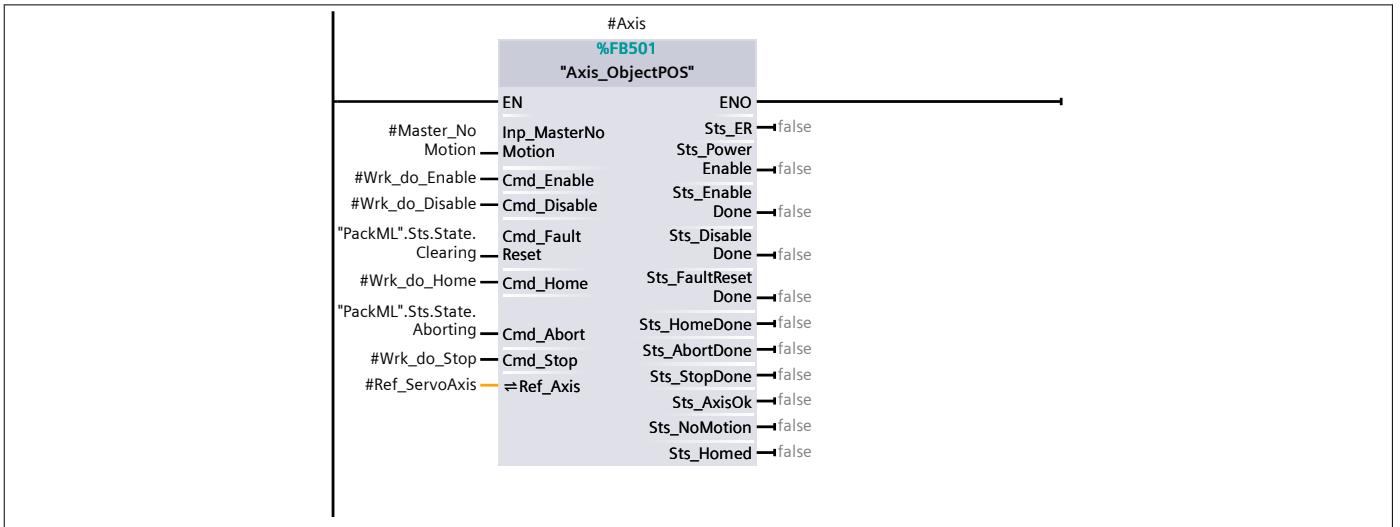 #Axis
%FB501
"Axis_ObjectPOS"
EN
ENO
#Master_No
Motion
Inp_MasterNo
Motion
Sts_ER
false
Sts_Power
Enable
false
#Wrk_do_Enable
Cmd_Enable
#Wrk_do_Disable
Cmd_Disable
Sts_Enable
Done
false
"PackML".Sts.State.
Clearing
Cmd_Fault
Reset
Sts_Disable
Done
false
#Wrk_do_Home
Cmd_Home
Sts_FaultReset
Done
false
"PackML".Sts.State.
Aborting
Cmd_Abort
Sts_HomeDone
false
Sts_AbortDone
false
#Wrk_do_Stop
Cmd_Stop
Sts_StopDone
false
#Ref_ServoAxis
⇌Ref_Axis
Sts_AxisOk
false
Sts_NoMotion
false
Sts_Homed
false